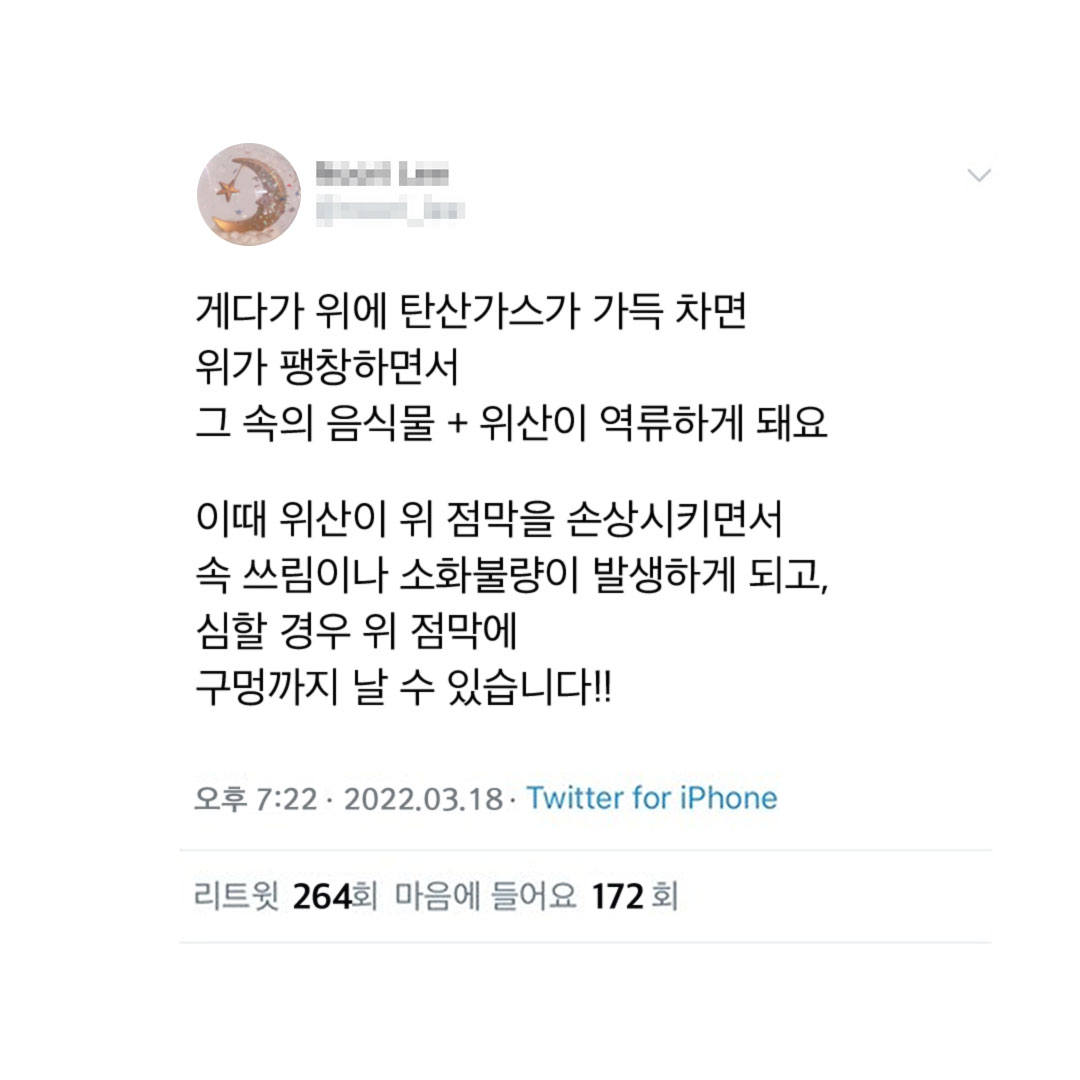 게다가 위에 탄산가스가 가득 차면
위가 팽창하면서
그 속의 음식물 + 위산이 역류하게 돼요
이때 위산이 위 점막을 손상시키면서
속 쓰림이나 소화불량이 발생하게 되고,
심할 경우 위 점막에
구멍까지 날 수 있습니다!!
오후 7:22 · 2022.03.18 · Twitter for iPhone
리트윗 264회 마음에 들어요 172 회